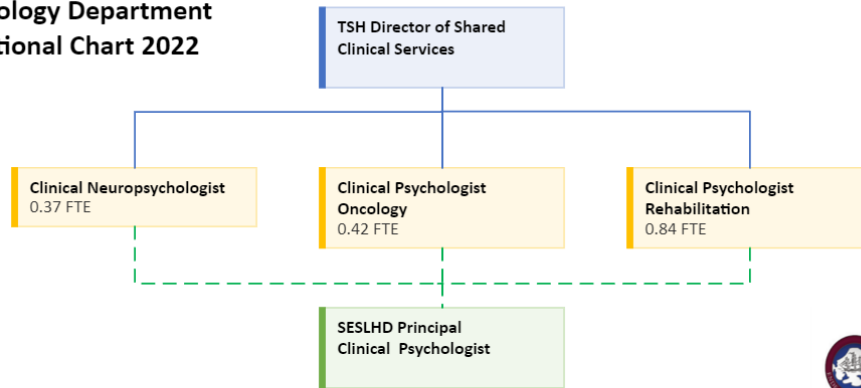 ology Department
tional Chart 2022
TSH Director of Shared
Clinical Services
Clinical Neuropsychologist
0.37 FTE
Clinical Psychologist
Oncology
0.42 FTE
Clinical Psychologist
Rehabilitation
0.84 FTE
SESLHD Principal
Clinical Psychologist